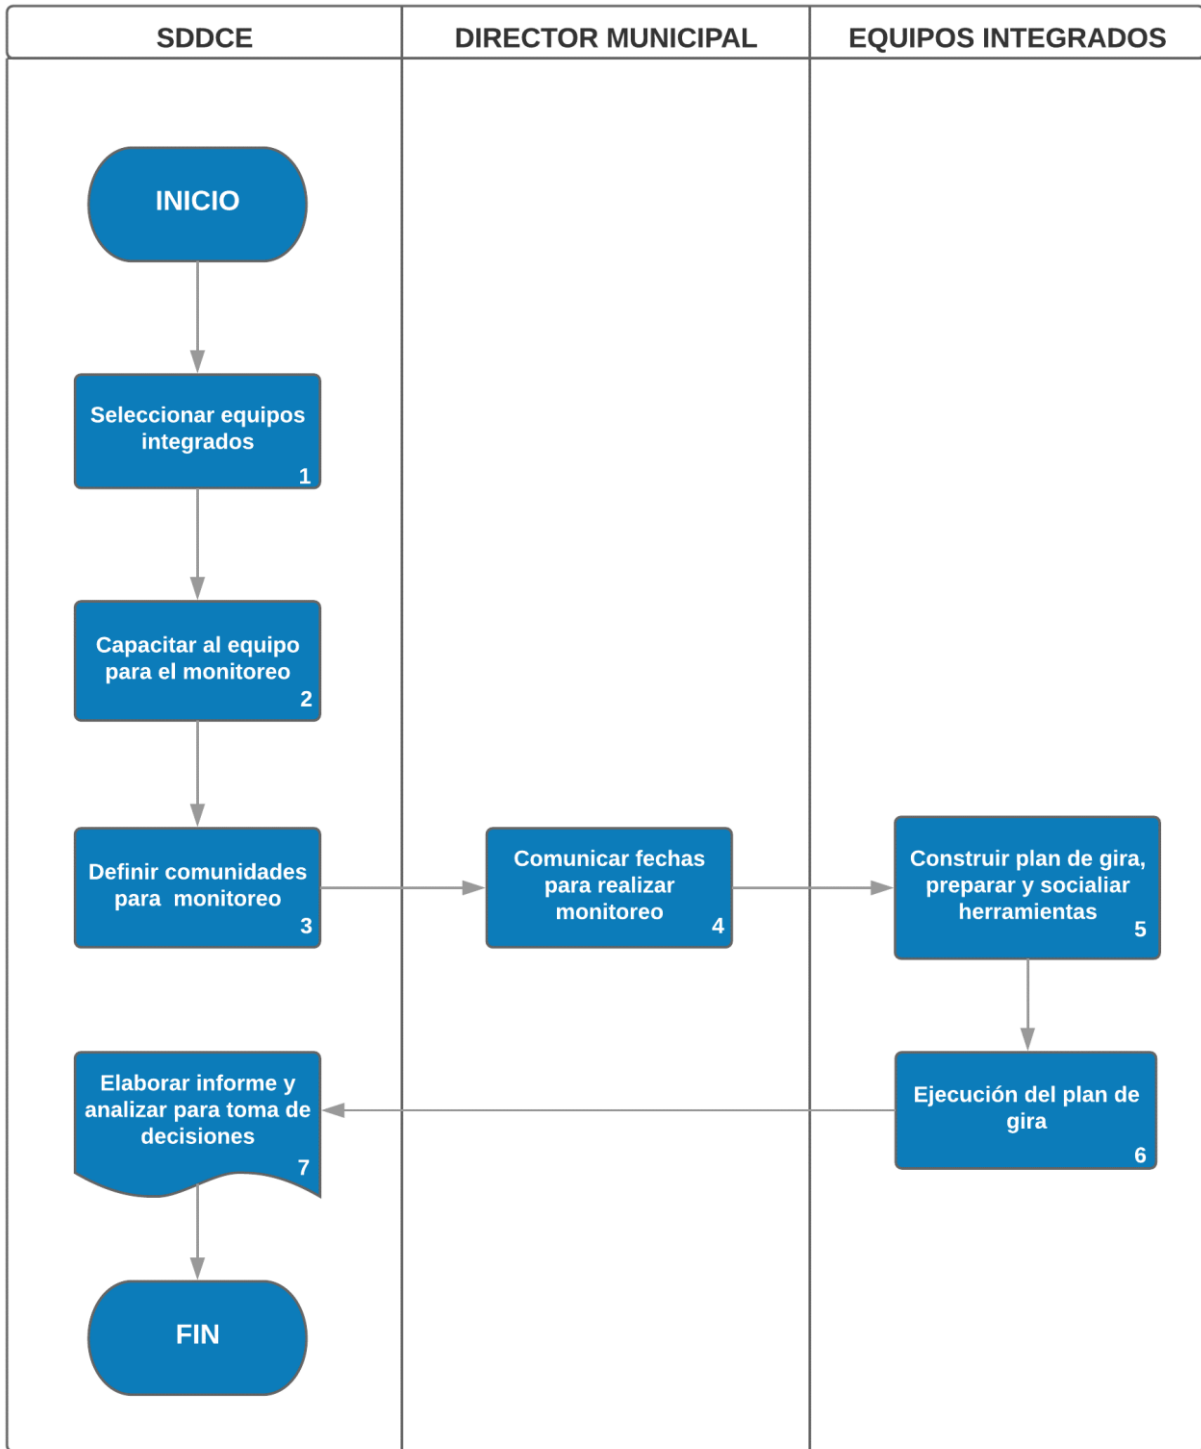 SDDCE
DIRECTOR MUNICIPAL
EQUIPOS INTEGRADOS
INICIO
Seleccionar equipos
integrados
1
Capacitar al equipo
para el monitoreo
2
Definir comunidades
para monitoreo
3
Comunicar fechas
para realizar
monitoreo
4
Construir plan de gira,
preparar y socialiar
herramientas
5
Ejecución del plan de
gira
6
Elaborar informe y
analizar para toma de
decisiones
7
FIN